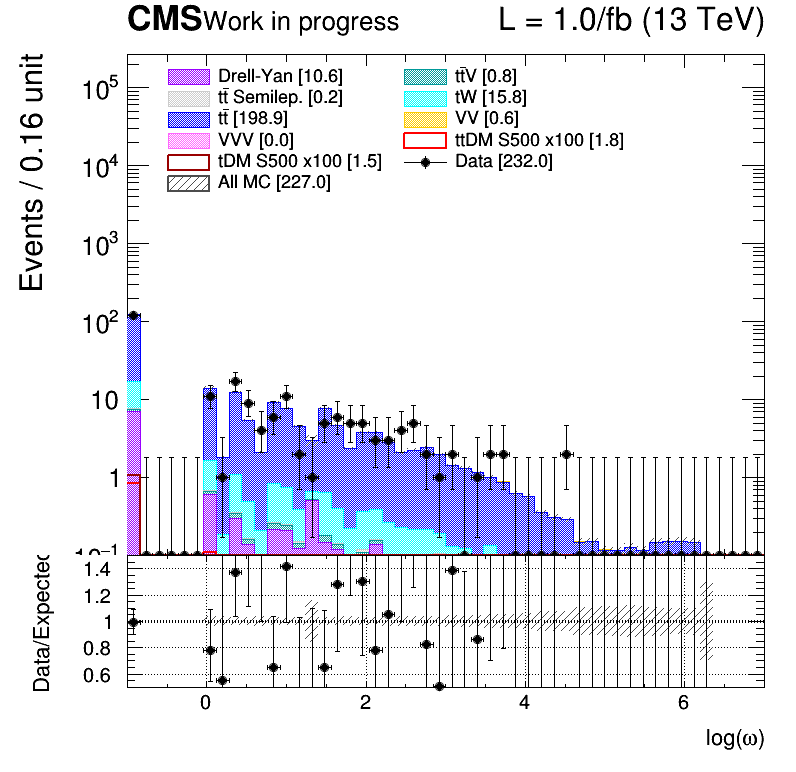 CMS Work in progress L = 1.0/fb (13 TeV)
Events / 0.16 unit
Drell-Yan [10.6] tt̄V [0.8]
tt̄ Semilep. [0.2] tW [15.8]
tt̄ [198.9] VV [0.6]
VVV [0.0] ttDM S500 x100 [1.8]
tDM S500 x100 [1.5] Data [232.0]
All MC [227.0]
10⁵
10⁴
10³
10²
10
1
10⁻¹
Data/Expected
1.4
1.2
1
0.8
0.6
0 2 4 6
log(ω)